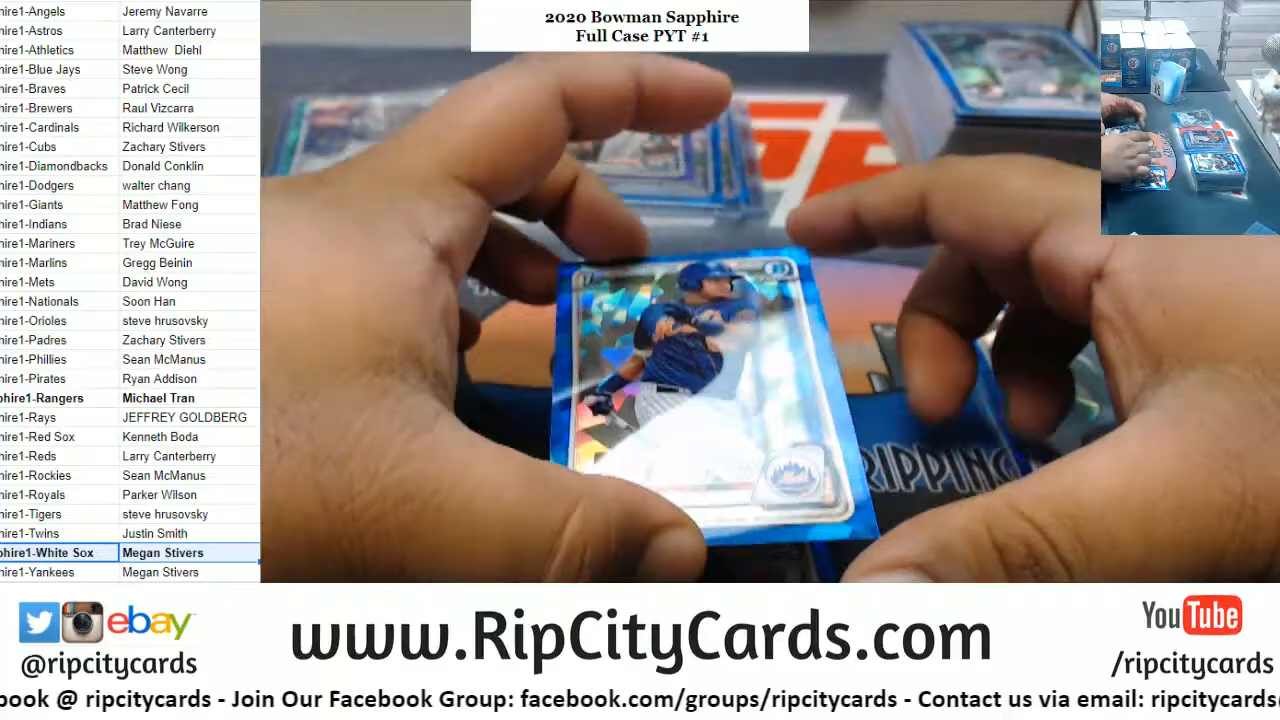 2020 Bowman Sapphire
Full Case PYT #1
hire1-Angels Jeremy Navarre
hire1-Astros Larry Canterberry
hire1-Athletics Matthew Diehl
hire1-Blue Jays Steve Wong
hire1-Braves Patrick Cecil
hire1-Brewers Raul Vizcarra
hire1-Cardinals Richard Wilkerson
hire1-Cubs Zachary Stivers
hire1-Diamondbacks Donald Conklin
hire1-Dodgers walter chang
hire1-Giants Matthew Fong
hire1-Indians Brad Niese
hire1-Mariners Trey McGuire
hire1-Marlins Gregg Beinin
hire1-Mets David Wong
hire1-Nationals Soon Han
hire1-Orioles steve hrusovsky
hire1-Padres Zachary Stivers
hire1-Phillies Sean McManus
hire1-Pirates Ryan Addison
phire1-Rangers Michael Tran
hire1-Rays JEFFREY GOLDBERG
hire1-Red Sox Kenneth Boda
hire1-Reds Larry Canterberry
hire1-Rockies Sean McManus
hire1-Royals Parker Wilson
hire1-Tigers steve hrusovsky
hire1-Twins Justin Smith
phire1-White Sox Megan Stivers
hire1-Yankees Megan Stivers
RIPPING
ebay
@ripcitycards
www.RipCityCards.com
YouTube
/ripcitycards
book @ ripcitycards - Join Our Facebook Group: facebook.com/groups/ripcitycards - Contact us via email: ripcitycards